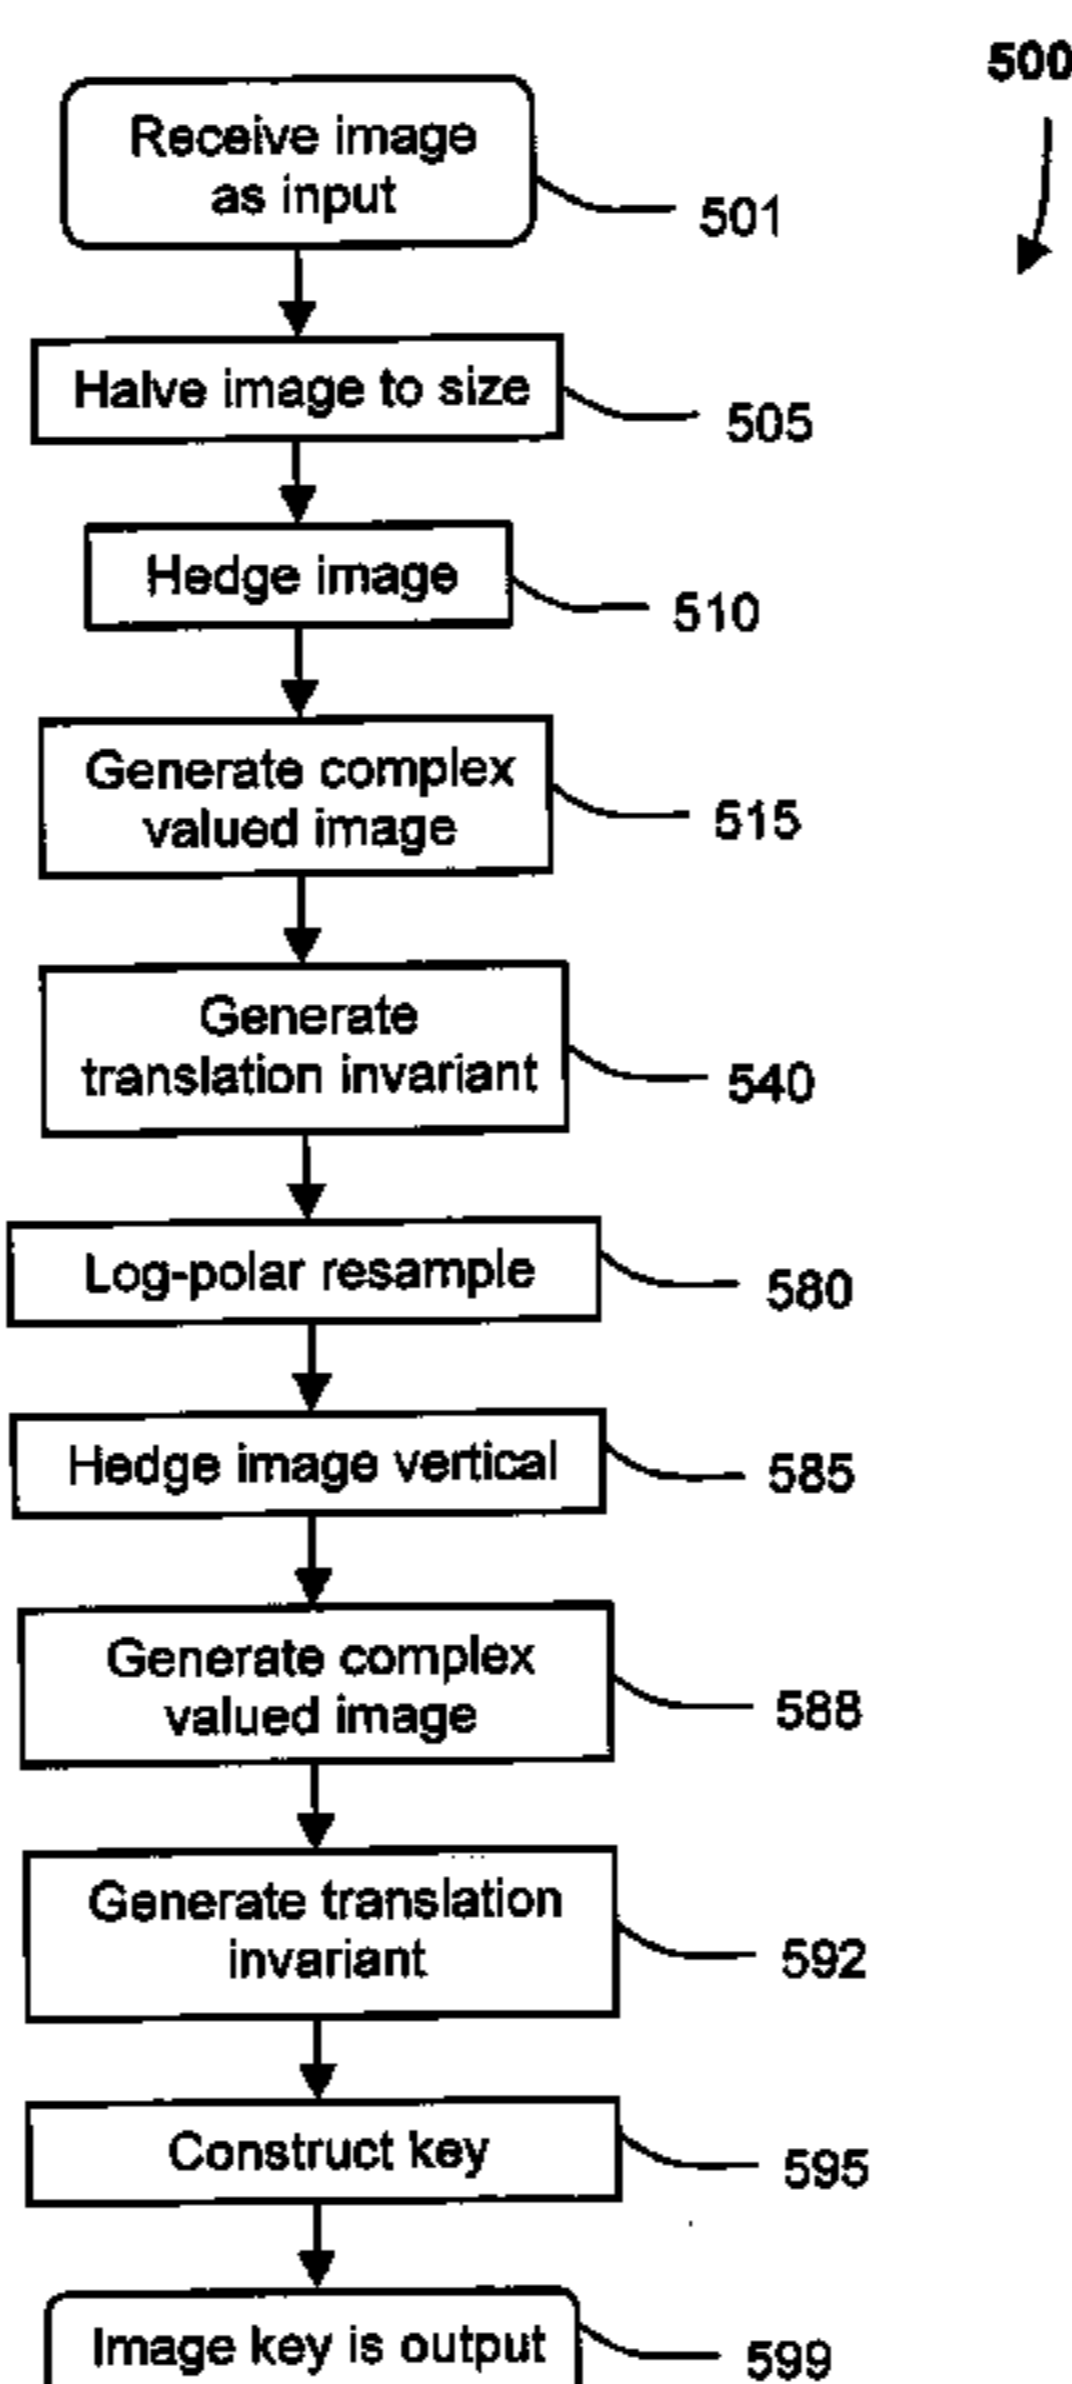 500
Receive image
as input
501
Halve image to size
505
Hedge image
510
Generate complex
valued image
515
Generate
translation invariant
540
Log-polar resample
580
Hedge image vertical
585
Generate complex
valued image
588
Generate translation
invariant
592
Construct key
595
Image key is output
599